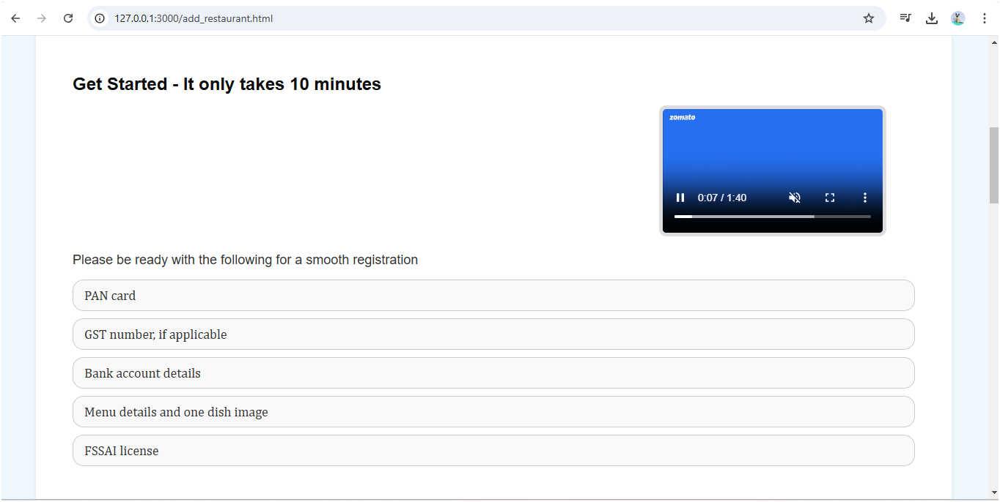 127.0.0.1:3000/add_restaurant.html
Get Started - It only takes 10 minutes
zomato
0:07 / 1:40
Please be ready with the following for a smooth registration
PAN card
GST number, if applicable
Bank account details
Menu details and one dish image
FSSAI license